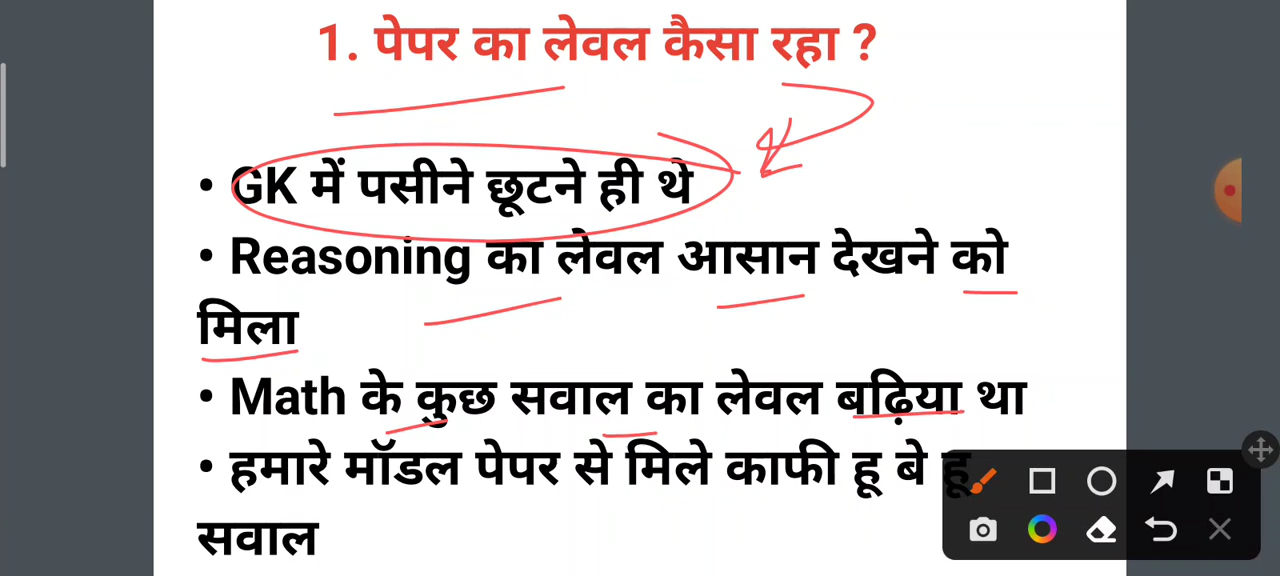 1. पेपर का लेवल कैसा रहा ?
• GK में पसीने छूटने ही थे
• Reasoning का लेवल आसान देखने को
मिला
• Math के कुछ सवाल का लेवल बढ़िया था
• हमारे मॉडल पेपर से मिले काफी हू बे हू
सवाल